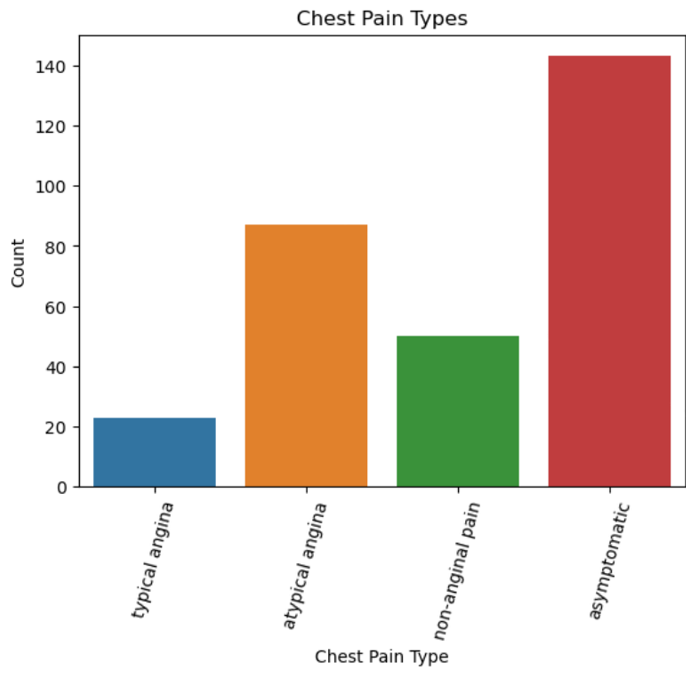 Chest Pain Types
140
120
100
80
60
40
20
0
Count
typical angina
atypical angina
non-anginal pain
asymptomatic
Chest Pain Type